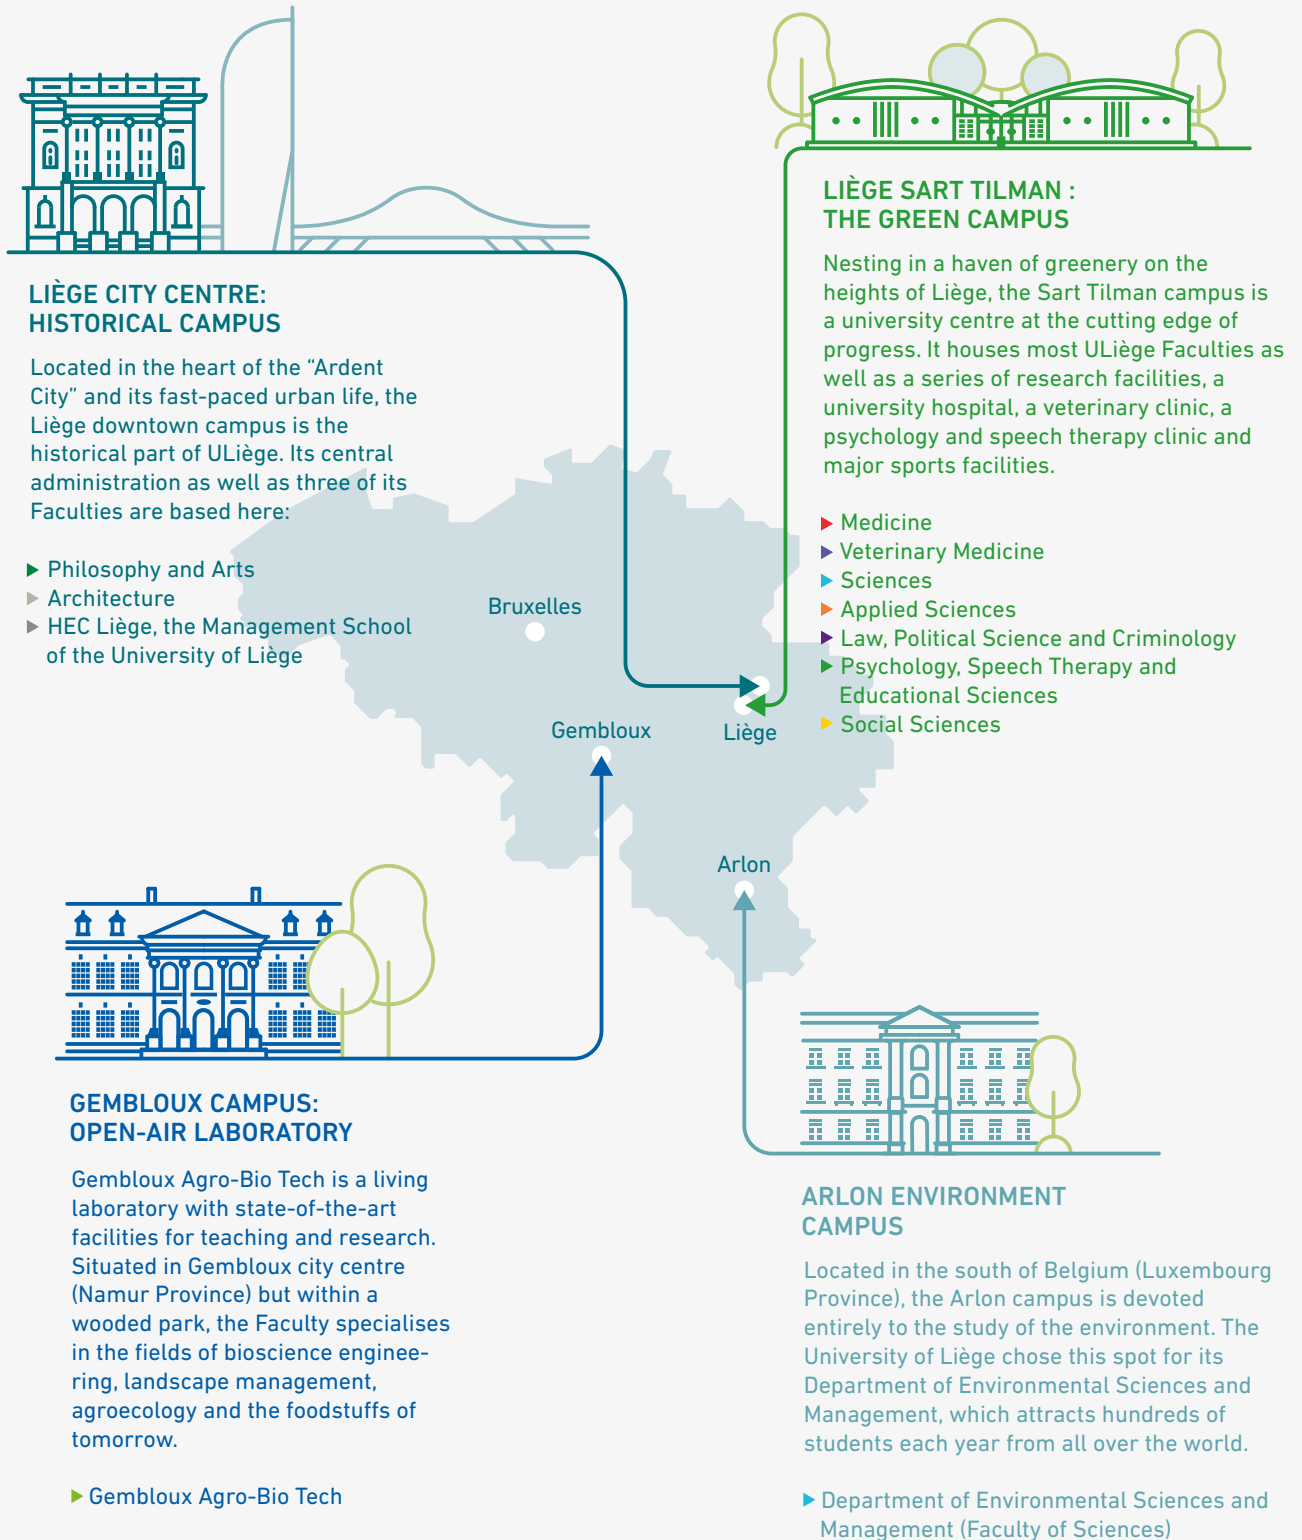 LIÈGE CITY CENTRE:
HISTORICAL CAMPUS
Located in the heart of the “Ardent
City” and its fast-paced urban life, the
Liège downtown campus is the
historical part of ULiège. Its central
administration as well as three of its
Faculties are based here:
Philosophy and Arts
Architecture
HEC Liège, the Management School
of the University of Liège
LIÈGE SART TILMAN :
THE GREEN CAMPUS
Nesting in a haven of greenery on the
heights of Liège, the Sart Tilman campus is
a university centre at the cutting edge of
progress. It houses most ULiège Faculties as
well as a series of research facilities, a
university hospital, a veterinary clinic, a
psychology and speech therapy clinic and
major sports facilities.
Medicine
Veterinary Medicine
Sciences
Applied Sciences
Law, Political Science and Criminology
Psychology, Speech Therapy and
Educational Sciences
Social Sciences
Bruxelles
Gembloux
Liège
Arlon
GEMBLOUX CAMPUS:
OPEN-AIR LABORATORY
Gembloux Agro-Bio Tech is a living
laboratory with state-of-the-art
facilities for teaching and research.
Situated in Gembloux city centre
(Namur Province) but within a
wooded park, the Faculty specialises
in the fields of bioscience enginee-
ring, landscape management,
agroecology and the foodstuffs of
tomorrow.
Gembloux Agro-Bio Tech
ARLON ENVIRONMENT
CAMPUS
Located in the south of Belgium (Luxembourg
Province), the Arlon campus is devoted
entirely to the study of the environment. The
University of Liège chose this spot for its
Department of Environmental Sciences and
Management, which attracts hundreds of
students each year from all over the world.
Department of Environmental Sciences and
Management (Faculty of Sciences)